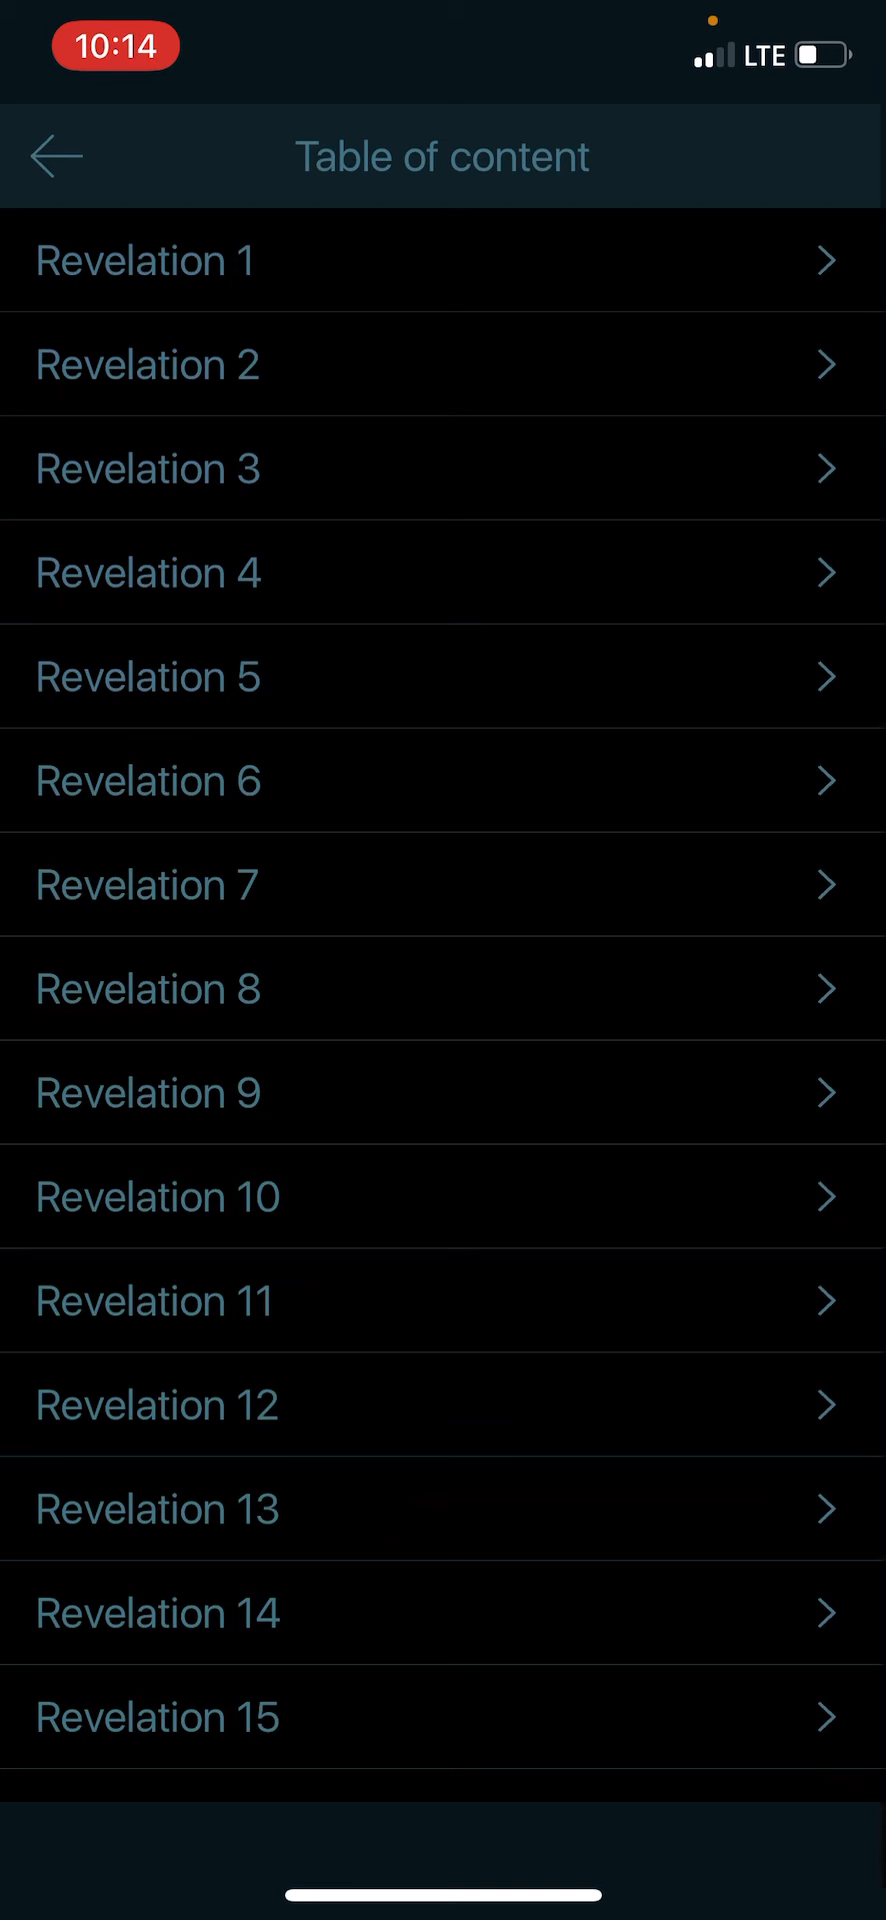 10:14
LTE
Table of content
Revelation 1
Revelation 2
Revelation 3
Revelation 4
Revelation 5
Revelation 6
Revelation 7
Revelation 8
Revelation 9
Revelation 10
Revelation 11
Revelation 12
Revelation 13
Revelation 14
Revelation 15